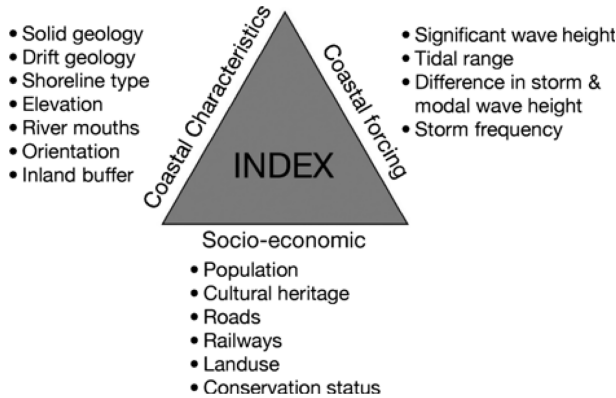 • Solid geology
• Drift geology
• Shoreline type
• Elevation
• River mouths
• Orientation
• Inland buffer
Coastal Characteristics
INDEX
Coastal forcing
• Significant wave height
• Tidal range
• Difference in storm &
modal wave height
• Storm frequency
Socio-economic
• Population
• Cultural heritage
• Roads
• Railways
• Landuse
• Conservation status